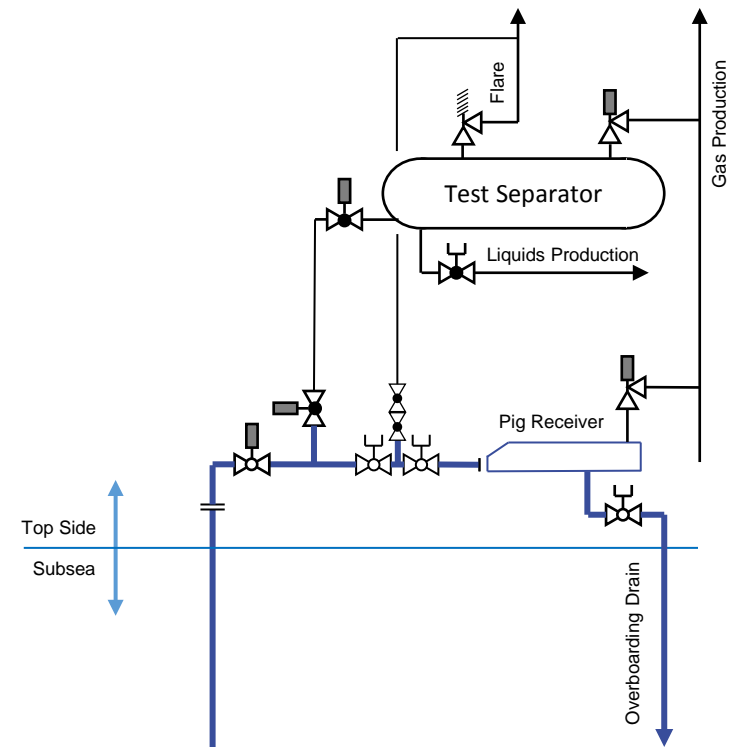 Flare
Gas Production
Test Separator
Liquids Production
Pig Receiver
Top Side
Subsea
Overboarding Drain